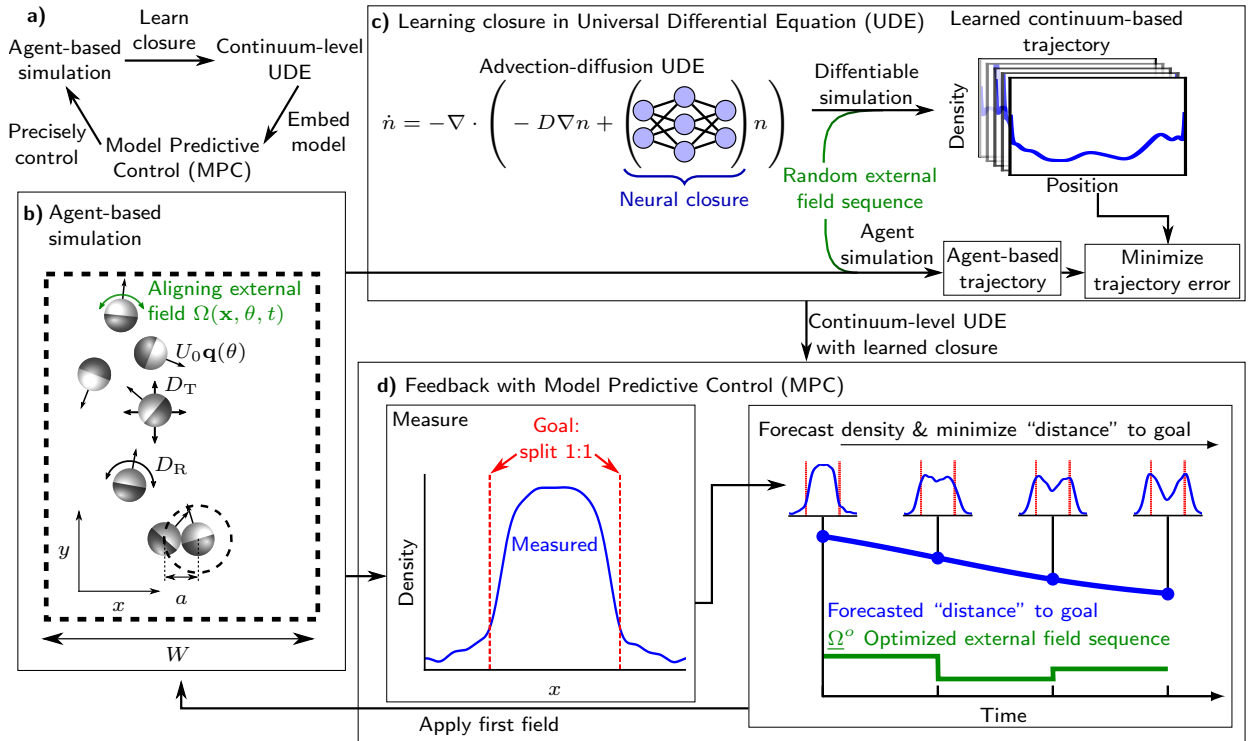 a)
Learn
closure
Agent-based
simulation
Continuum-level
UDE
Precisely
control
Embed
model
Model Predictive
Control (MPC)
b) Agent-based
simulation
Aligning external
field Ω(𝐱, θ, t)
U₀𝐪(θ)
D_T
D_R
y
x
a
W
c) Learning closure in Universal Differential Equation (UDE)
Advection-diffusion UDE
ṅ = −∇ · ( − D∇n + ( ) n )
Neural closure
Diffentiable
simulation
Random external
field sequence
Agent
simulation
Learned continuum-based
trajectory
Density
Position
Agent-based
trajectory
Minimize
trajectory error
Continuum-level UDE
with learned closure
d) Feedback with Model Predictive Control (MPC)
Measure
Goal:
split 1:1
Measured
Density
x
Forecast density & minimize “distance” to goal
Forecasted “distance” to goal
Ω̲ᵒ Optimized external field sequence
Time
Apply first field